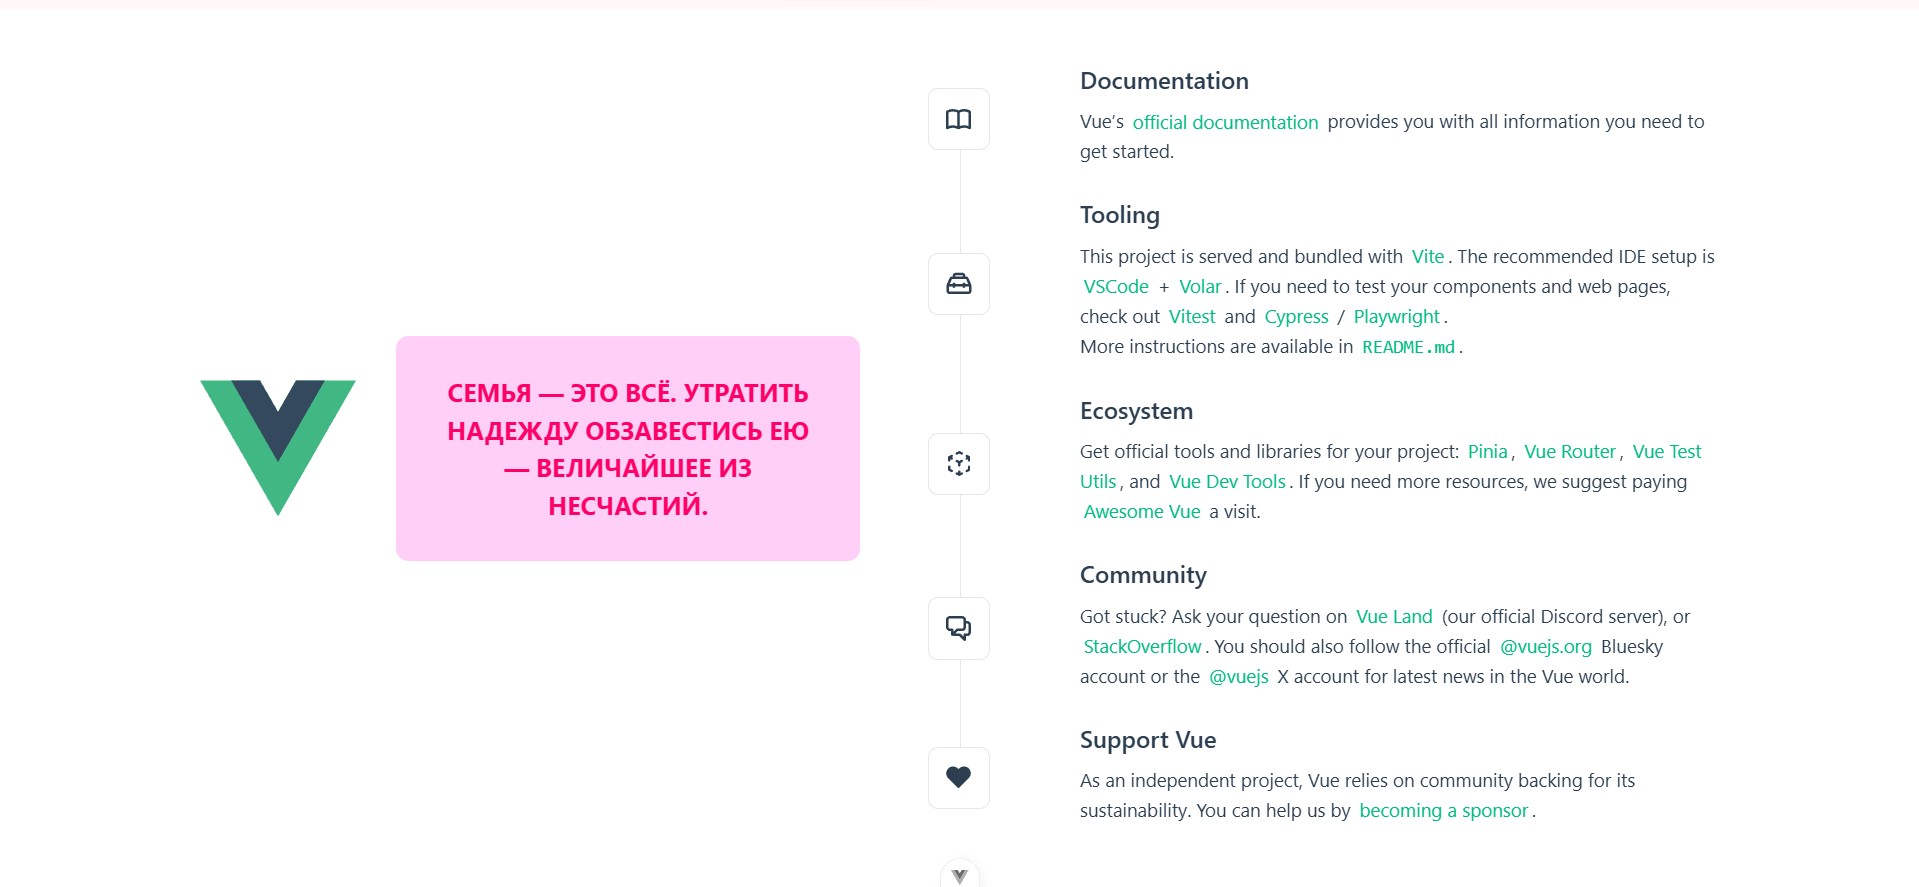 СЕМЬЯ — ЭТО ВСЁ. УТРАТИТЬ
НАДЕЖДУ ОБЗАВЕСТИСЬ ЕЮ
— ВЕЛИЧАЙШЕЕ ИЗ
НЕСЧАСТИЙ.
Documentation
Vue’s official documentation provides you with all information you need to
get started.
Tooling
This project is served and bundled with Vite. The recommended IDE setup is
VSCode + Volar. If you need to test your components and web pages,
check out Vitest and Cypress / Playwright.
More instructions are available in README.md.
Ecosystem
Get official tools and libraries for your project: Pinia, Vue Router, Vue Test
Utils, and Vue Dev Tools. If you need more resources, we suggest paying
Awesome Vue a visit.
Community
Got stuck? Ask your question on Vue Land (our official Discord server), or
StackOverflow. You should also follow the official @vuejs.org Bluesky
account or the @vuejs X account for latest news in the Vue world.
Support Vue
As an independent project, Vue relies on community backing for its
sustainability. You can help us by becoming a sponsor.